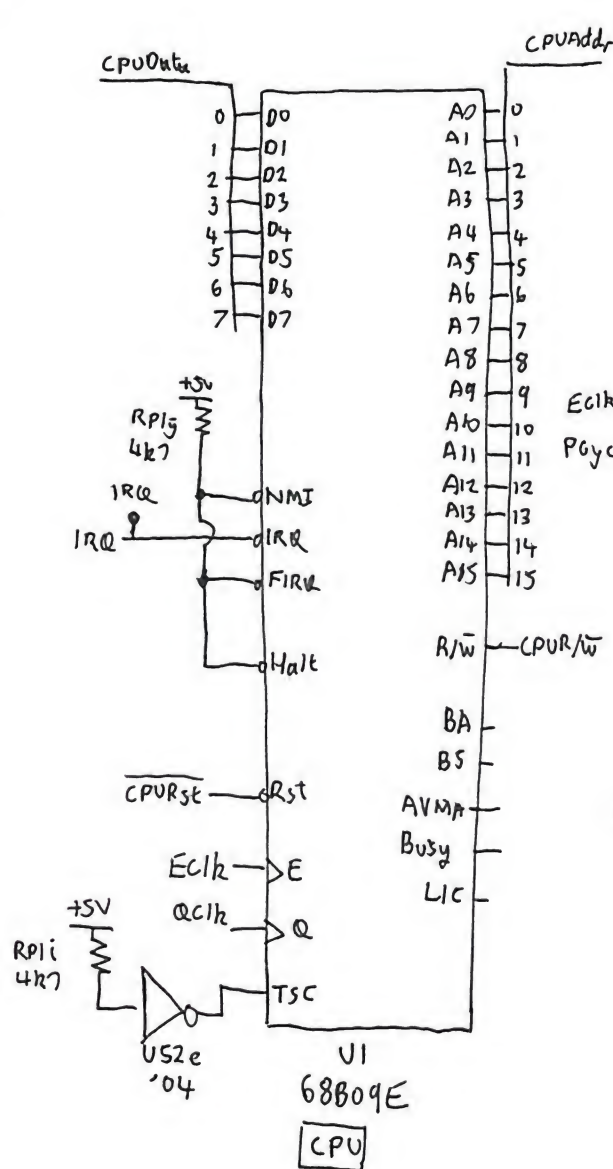 CPUAddr
CPUData
0 D0 A0 0
1 D1 A1 1
2 D2 A2 2
3 D3 A3 3
4 D4 A4 4
5 D5 A5 5
6 D6 A6 6
7 D7 A7 7
A8 8
+5v A9 9 Eclk
RP1g A10 10
4k7 A11 11
IRQ NMI A12 12
A13 13
IRQ IRQ A14 14
FIRQ A15 15
Halt R/W̅ CPUR/W̅
BA
BS
CPURst Rst AVMA
Busy
Eclk E LIC
+5V Qclk Q
RP1i
4k7 TSC
U52e U1
'04 68B09E
CPU